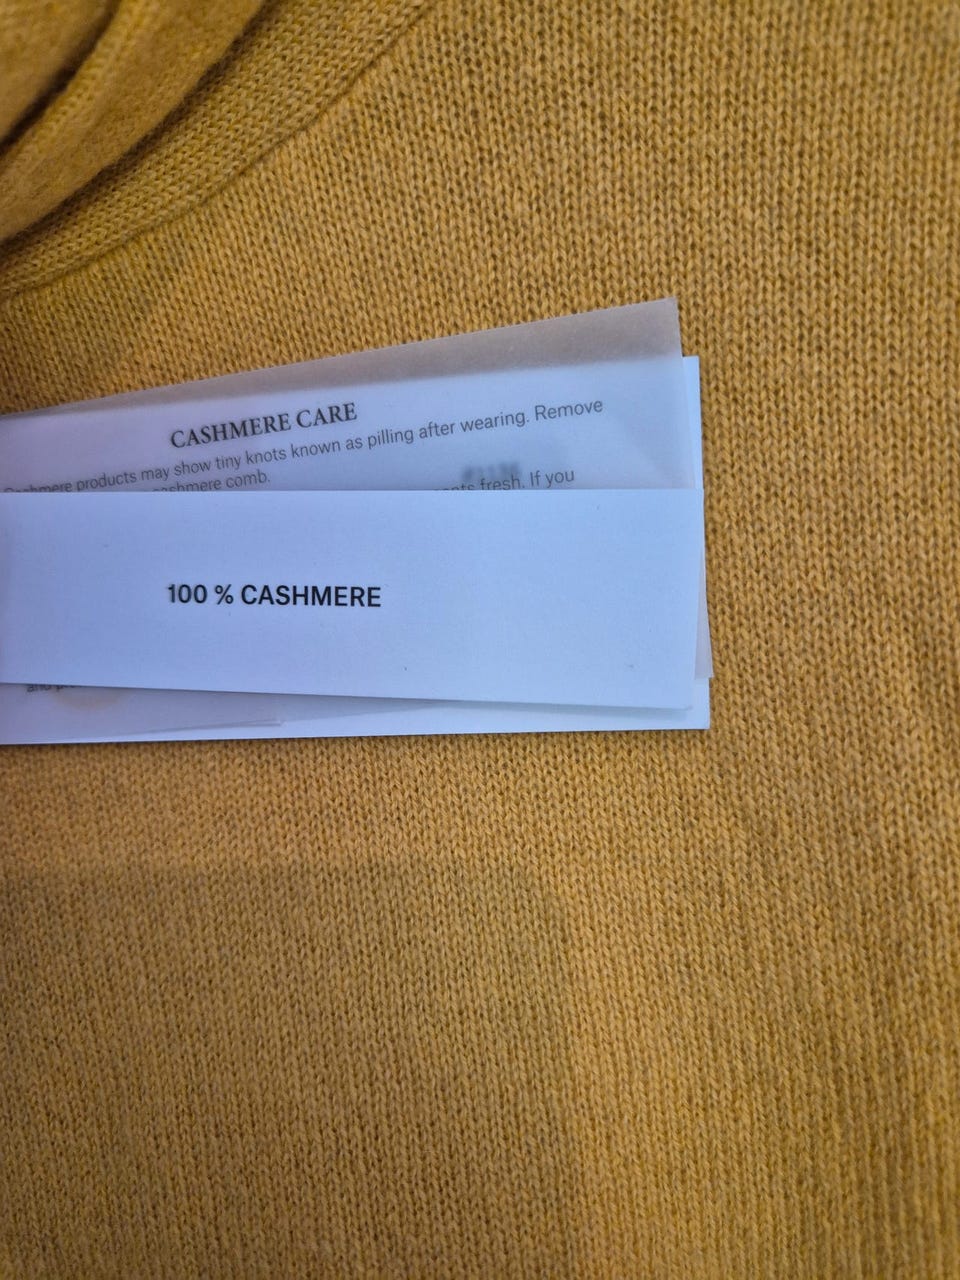 CASHMERE CARE
products may show tiny knots known as pilling after wearing. Remove
comb.
fresh. If you
100 % CASHMERE